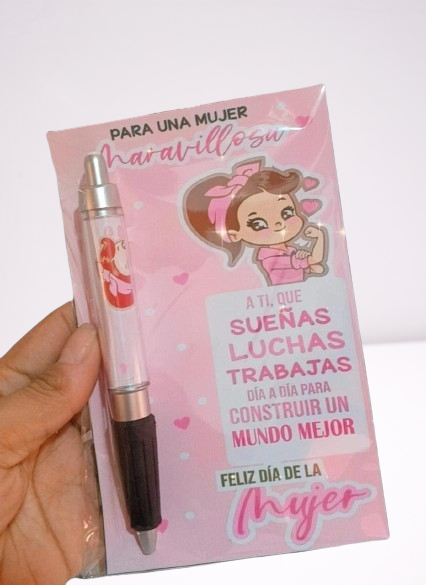 PARA UNA MUJER
Maravillosa
A TI, QUE
SUEÑAS
LUCHAS
TRABAJAS
DÍA A DÍA PARA
CONSTRUIR UN
MUNDO MEJOR
FELIZ DÍA DE LA
Mujer